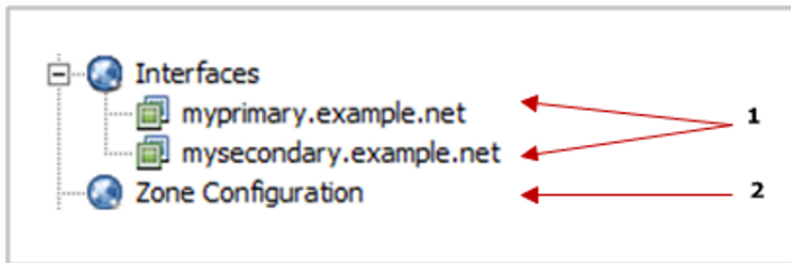 Interfaces
myprimary.example.net 1
mysecondary.example.net
Zone Configuration 2